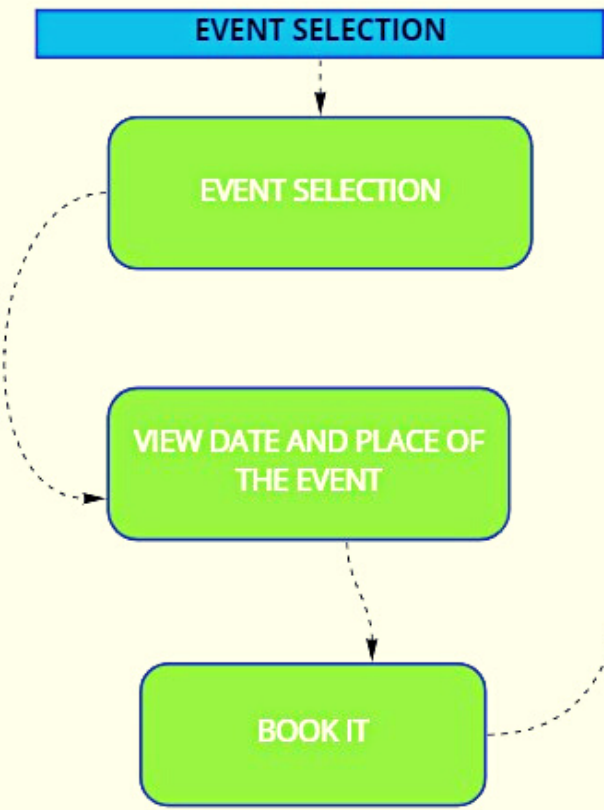 EVENT SELECTION
EVENT SELECTION
VIEW DATE AND PLACE OF
THE EVENT
BOOK IT